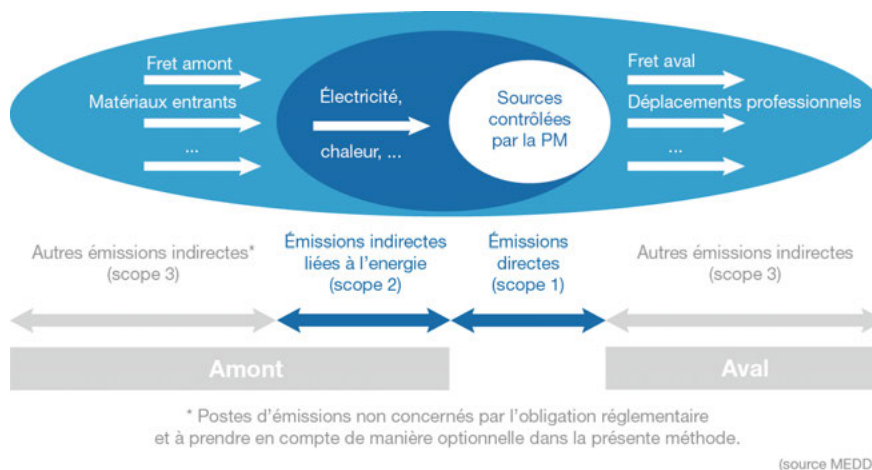 Fret amont
Matériaux entrants
...
Électricité,
chaleur, ...
Sources
contrôlées
par la PM
Fret aval
Déplacements professionnels
...
Autres émissions indirectes*
(scope 3)
Émissions indirectes
liées à l'energie
(scope 2)
Émissions
directes
(scope 1)
Autres émissions indirectes
(scope 3)
Amont
Aval
* Postes d'émissions non concernés par l'obligation réglementaire
et à prendre en compte de manière optionnelle dans la présente méthode.
(source MEDD